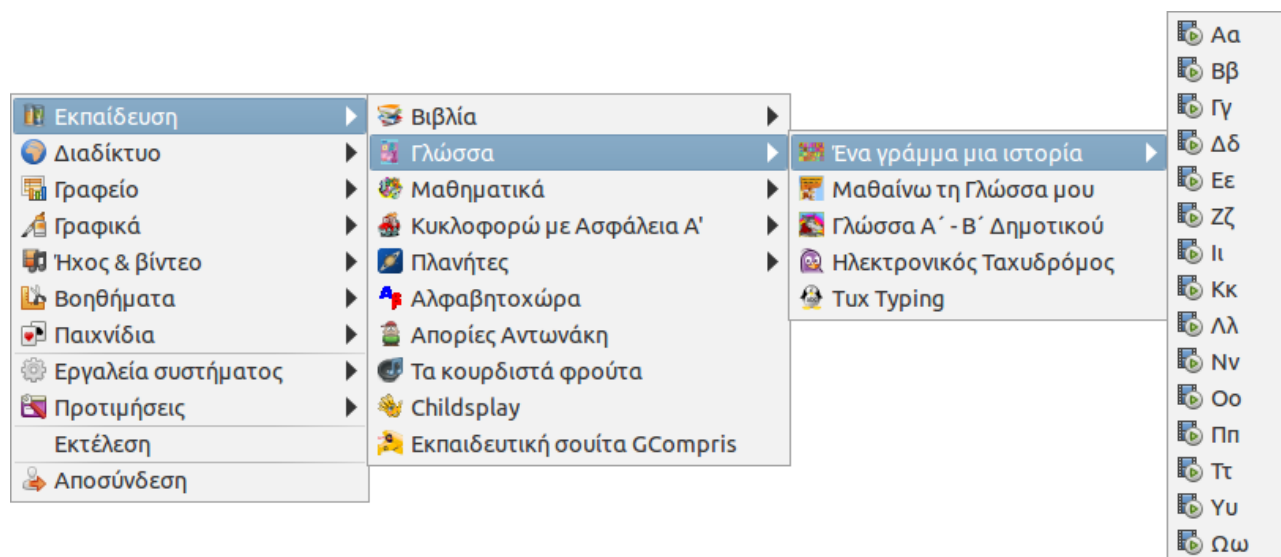 Εκπαίδευση
Διαδίκτυο
Γραφείο
Γραφικά
Ήχος & βίντεο
Βοηθήματα
Παιχνίδια
Εργαλεία συστήματος
Προτιμήσεις
Εκτέλεση
Αποσύνδεση
Βιβλία
Γλώσσα
Μαθηματικά
Κυκλοφορώ με Ασφάλεια Α'
Πλανήτες
Αλφαβητοχώρα
Απορίες Αντωνάκη
Τα κουρδιστά φρούτα
Childsplay
Εκπαιδευτική σουίτα GCompris
Ένα γράμμα μια ιστορία
Μαθαίνω τη Γλώσσα μου
Γλώσσα Α΄ - Β΄ Δημοτικού
Ηλεκτρονικός Ταχυδρόμος
Tux Typing
Αα
Ββ
Γγ
Δδ
Εε
Ζζ
Ιι
Κκ
Λλ
Νν
Οο
Ππ
Ττ
Υυ
Ωω